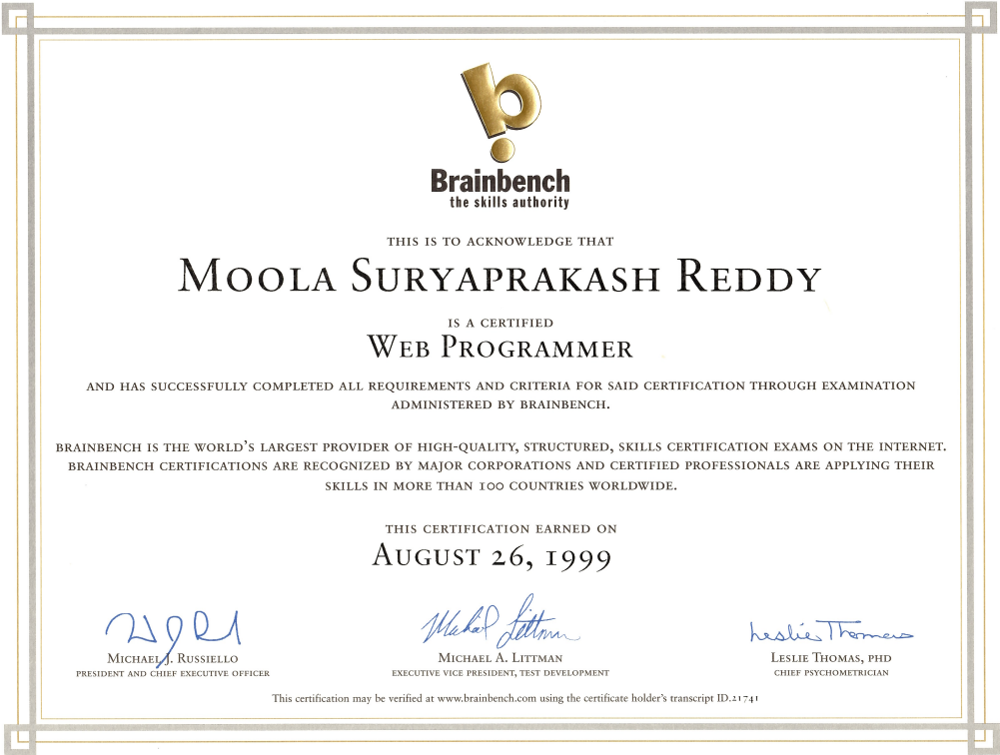 b
Brainbench
the skills authority
THIS IS TO ACKNOWLEDGE THAT
MOOLA SURYAPRAKASH REDDY
IS A CERTIFIED
WEB PROGRAMMER
AND HAS SUCCESSFULLY COMPLETED ALL REQUIREMENTS AND CRITERIA FOR SAID CERTIFICATION THROUGH EXAMINATION
ADMINISTERED BY BRAINBENCH.
BRAINBENCH IS THE WORLD'S LARGEST PROVIDER OF HIGH-QUALITY, STRUCTURED, SKILLS CERTIFICATION EXAMS ON THE INTERNET.
BRAINBENCH CERTIFICATIONS ARE RECOGNIZED BY MAJOR CORPORATIONS AND CERTIFIED PROFESSIONALS ARE APPLYING THEIR
SKILLS IN MORE THAN 100 COUNTRIES WORLDWIDE.
THIS CERTIFICATION EARNED ON
AUGUST 26, 1999
Michael Littman
Leslie Thomas
MICHAEL J. RUSSIELLO
PRESIDENT AND CHIEF EXECUTIVE OFFICER
MICHAEL A. LITTMAN
EXECUTIVE VICE PRESIDENT, TEST DEVELOPMENT
LESLIE THOMAS, PHD
CHIEF PSYCHOMETRICIAN
This certification may be verified at www.brainbench.com using the certificate holder's transcript ID.21741